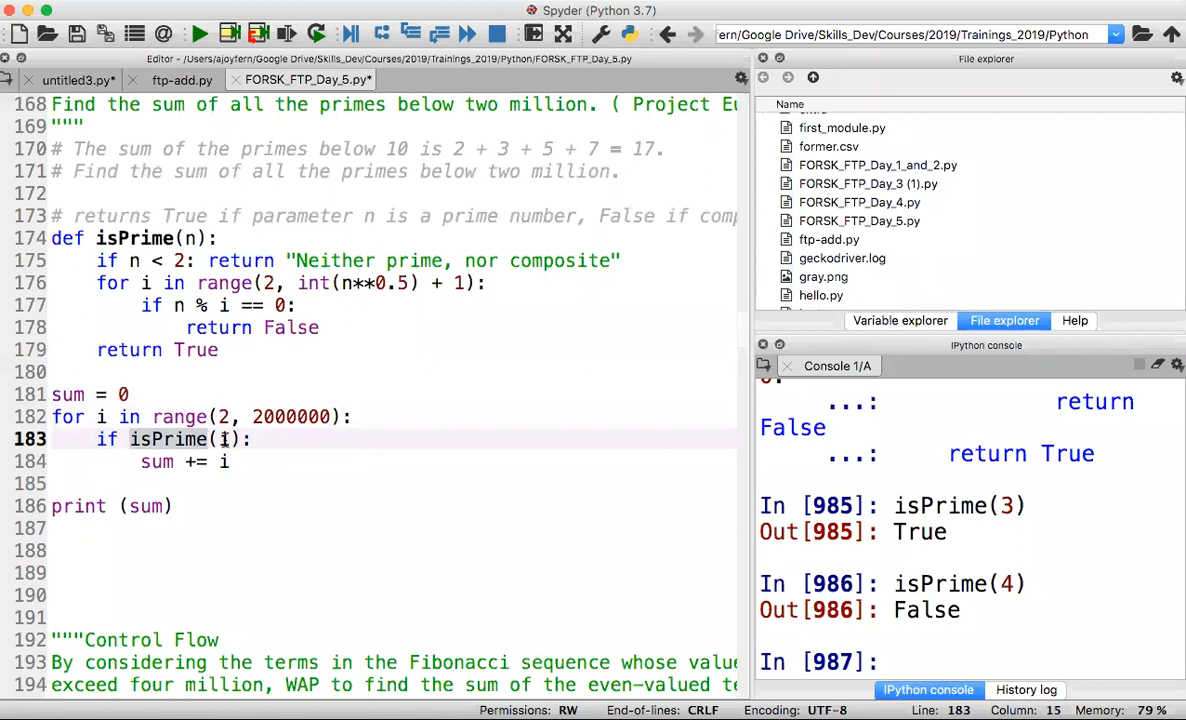 Spyder (Python 3.7)
ern/Google Drive/Skills_Dev/Courses/2019/Trainings_2019/Python
Editor - /Users/ajoyfern/Google Drive/Skills_Dev/Courses/2019/Trainings_2019/Python/FORSK_FTP_Day_5.py
untitled3.py* ftp-add.py FORSK_FTP_Day_5.py*
168 Find the sum of all the primes below two million. ( Project Eu
169 """
170 # The sum of the primes below 10 is 2 + 3 + 5 + 7 = 17.
171 # Find the sum of all the primes below two million.
172
173 # returns True if parameter n is a prime number, False if comp
174 def isPrime(n):
175     if n < 2: return "Neither prime, nor composite"
176     for i in range(2, int(n**0.5) + 1):
177         if n % i == 0:
178             return False
179     return True
180
181 sum = 0
182 for i in range(2, 2000000):
183     if isPrime(i):
184         sum += i
185
186 print (sum)
187
188
189
190
191
192 """Control Flow
193 By considering the terms in the Fibonacci sequence whose value
194 exceed four million, WAP to find the sum of the even-valued te
File explorer
Name
first_module.py
former.csv
FORSK_FTP_Day_1_and_2.py
FORSK_FTP_Day_3 (1).py
FORSK_FTP_Day_4.py
FORSK_FTP_Day_5.py
ftp-add.py
geckodriver.log
gray.png
hello.py
Variable explorer File explorer Help
IPython console
Console 1/A
...: return
False
...: return True
In [985]: isPrime(3)
Out[985]: True
In [986]: isPrime(4)
Out[986]: False
In [987]:
IPython console History log
Permissions: RW End-of-lines: CRLF Encoding: UTF-8 Line: 183 Column: 15 Memory: 79 %